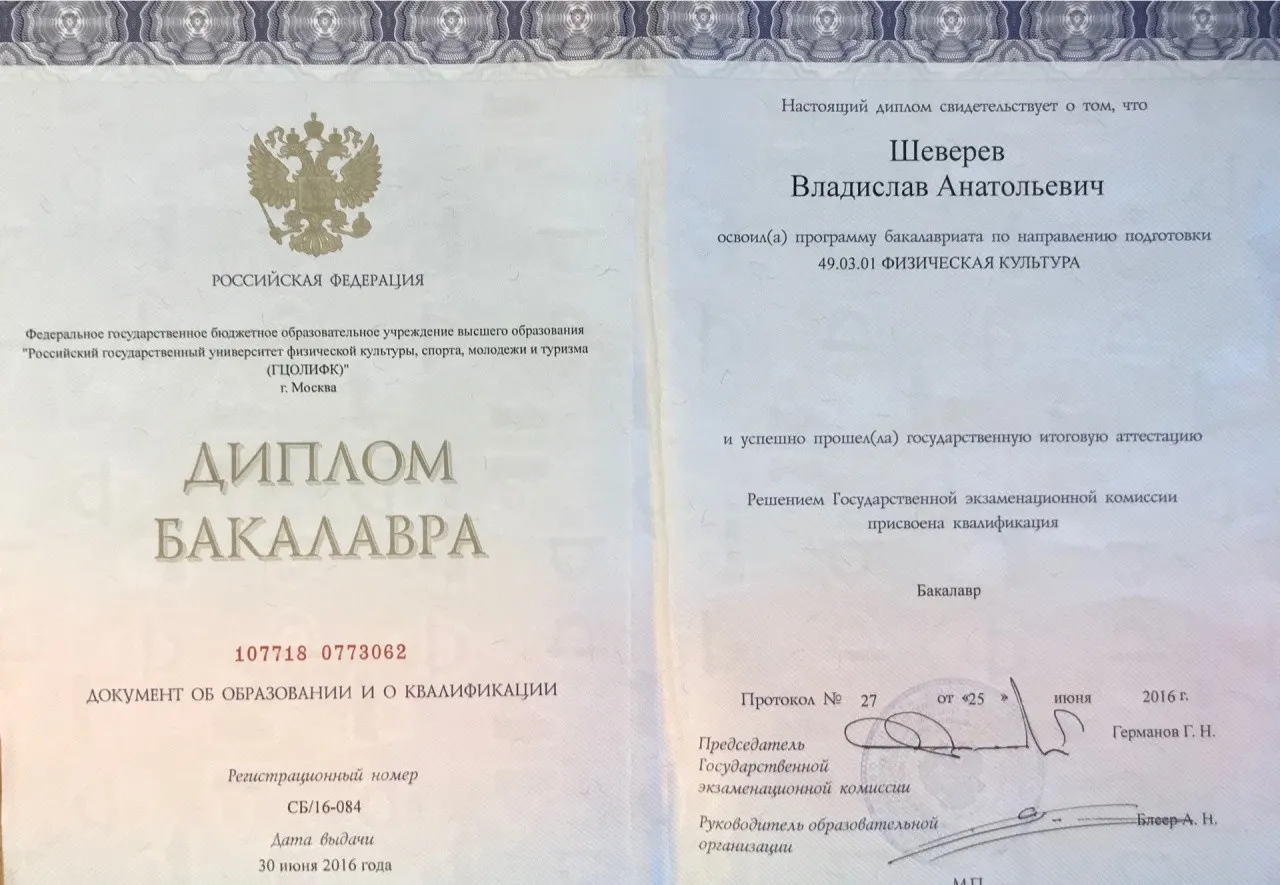 РОССИЙСКАЯ ФЕДЕРАЦИЯ
Федеральное государственное бюджетное образовательное учреждение высшего образования
"Российский государственный университет физической культуры, спорта, молодежи и туризма
(ГЦОЛИФК)"
г. Москва
ДИПЛОМ
БАКАЛАВРА
107718 0773062
ДОКУМЕНТ ОБ ОБРАЗОВАНИИ И О КВАЛИФИКАЦИИ
Регистрационный номер
СБ/16-084
Дата выдачи
30 июня 2016 года
Настоящий диплом свидетельствует о том, что
Шеверев
Владислав Анатольевич
освоил(а) программу бакалавриата по направлению подготовки
49.03.01 ФИЗИЧЕСКАЯ КУЛЬТУРА
и успешно прошел(ла) государственную итоговую аттестацию
Решением Государственной экзаменационной комиссии
присвоена квалификация
Бакалавр
Протокол № 27 от «25 » июня 2016 г.
Председатель
Государственной
экзаменационной комиссии
Германов Г. Н.
Руководитель образовательной
организации
Блеер А. Н.
М.П.